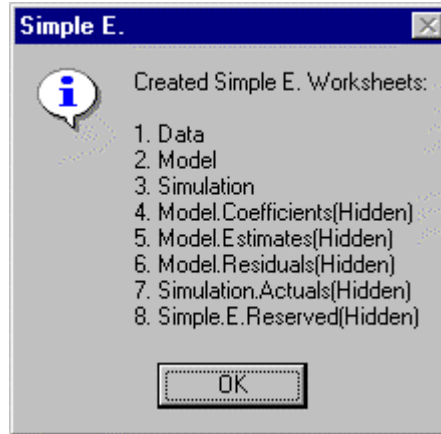 Simple E.
Created Simple E. Worksheets:
1. Data
2. Model
3. Simulation
4. Model.Coefficients(Hidden)
5. Model.Estimates(Hidden)
6. Model.Residuals(Hidden)
7. Simulation.Actuals(Hidden)
8. Simple.E.Reserved(Hidden)
OK